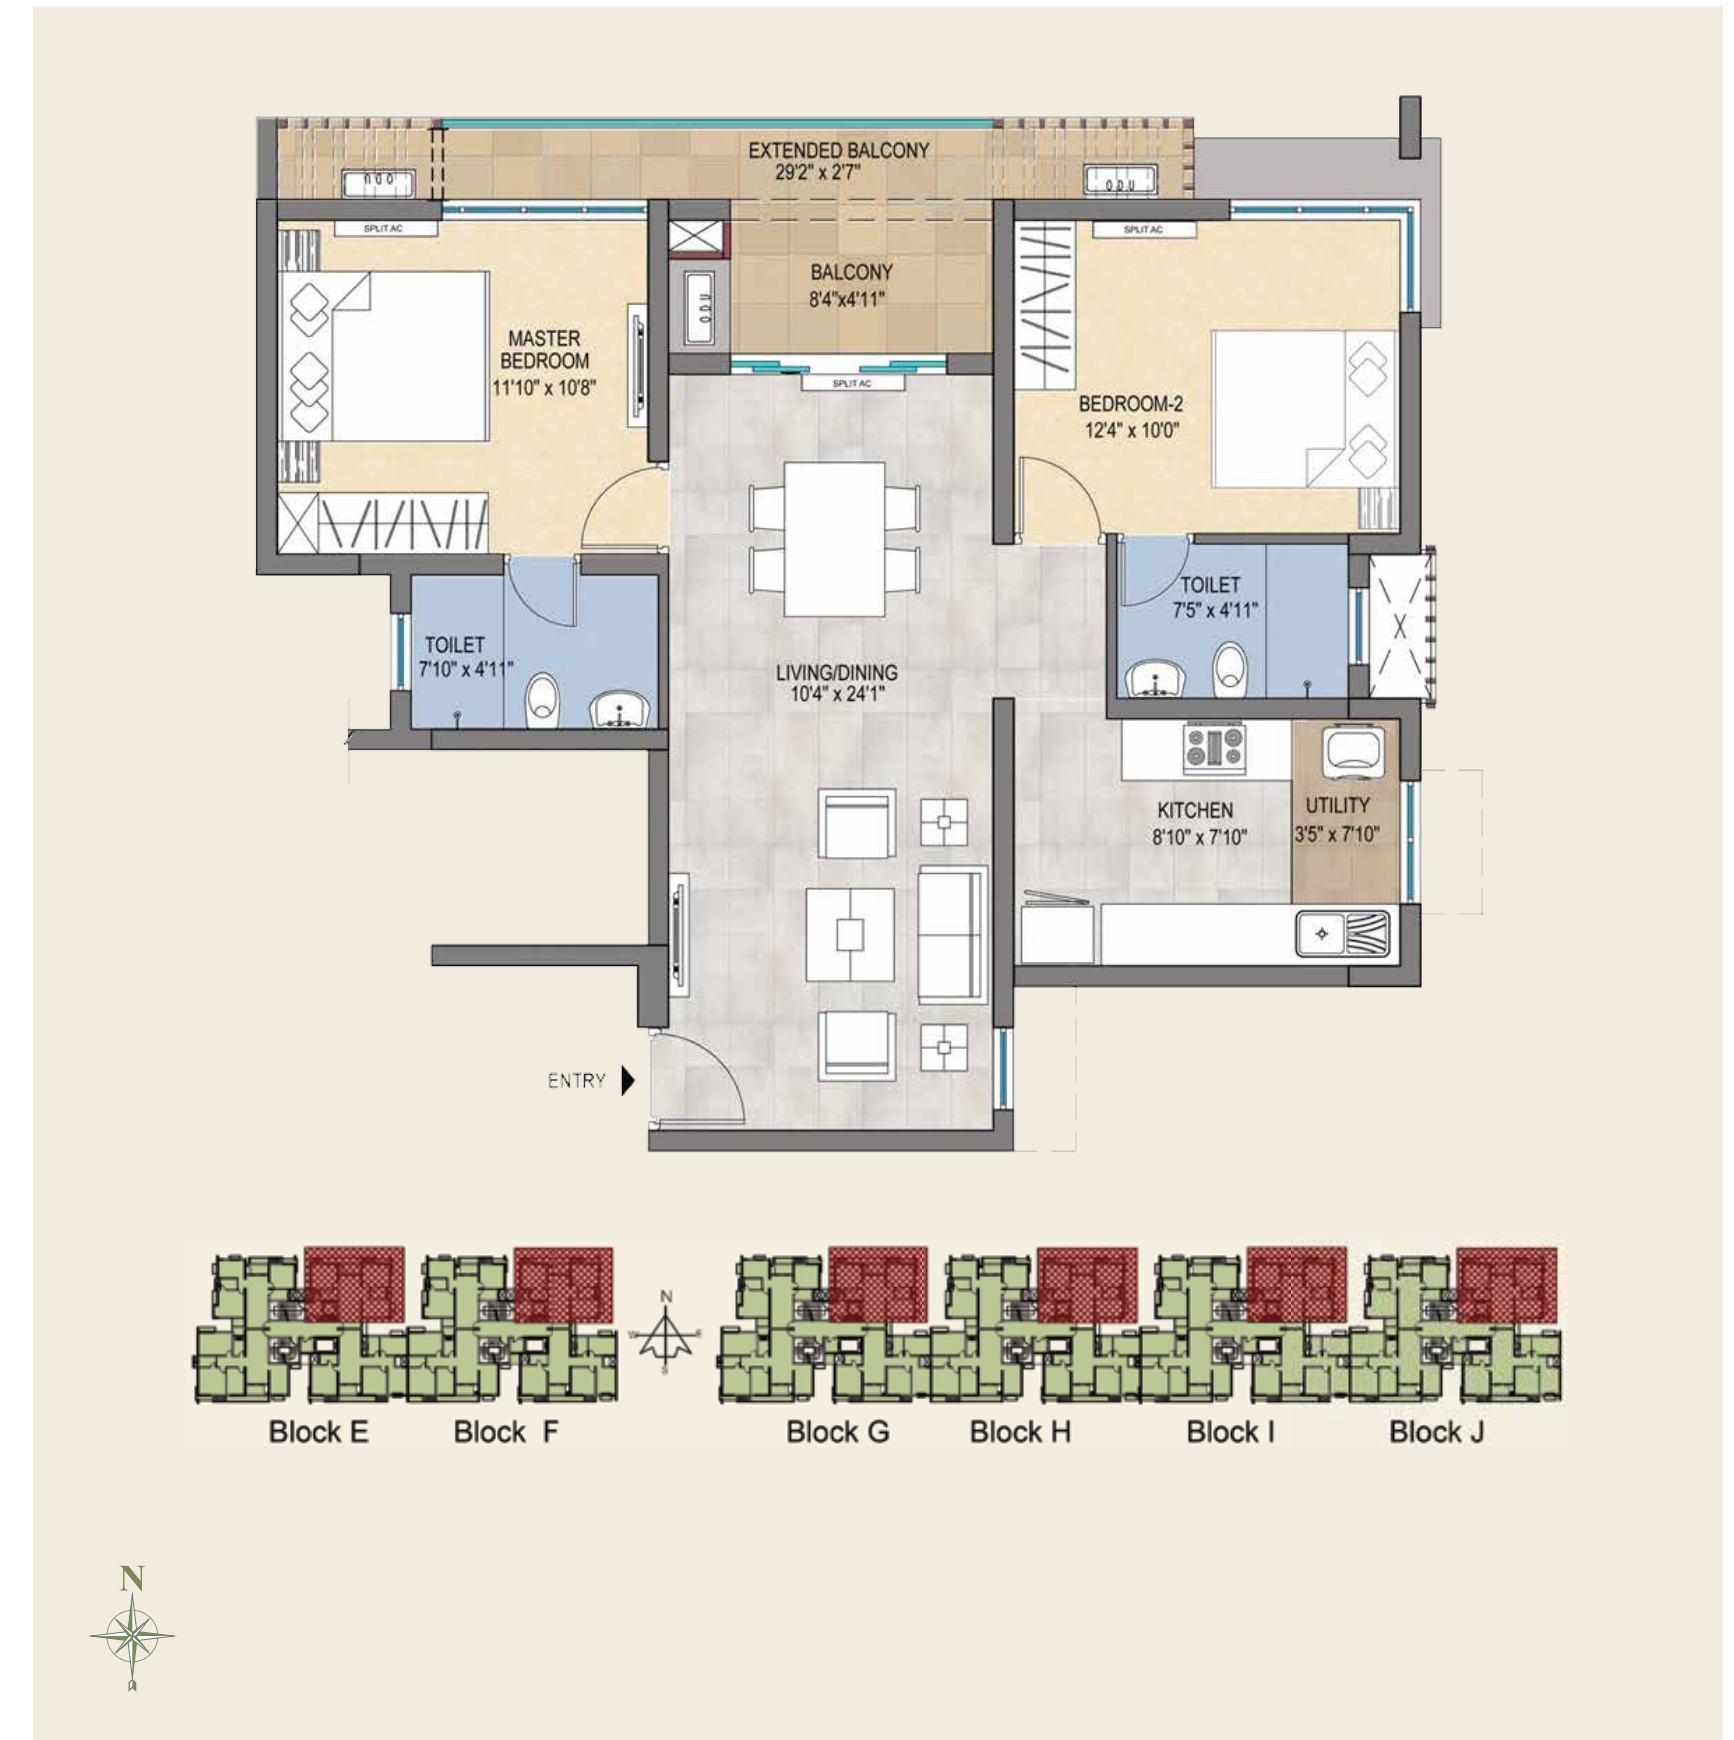 EXTENDED BALCONY
29'2" x 2'7"
ODU
ODU
SPLIT AC
SPLIT AC
BALCONY
8'4"x4'11"
ODU
MASTER
BEDROOM
11'10" x 10'8"
SPLIT AC
BEDROOM-2
12'4" x 10'0"
TOILET
7'5" x 4'11"
TOILET
7'10" x 4'11"
LIVING/DINING
10'4" x 24'1"
KITCHEN
8'10" x 7'10"
UTILITY
3'5" x 7'10"
ENTRY
N
W E
S
Block E Block F Block G Block H Block I Block J
N